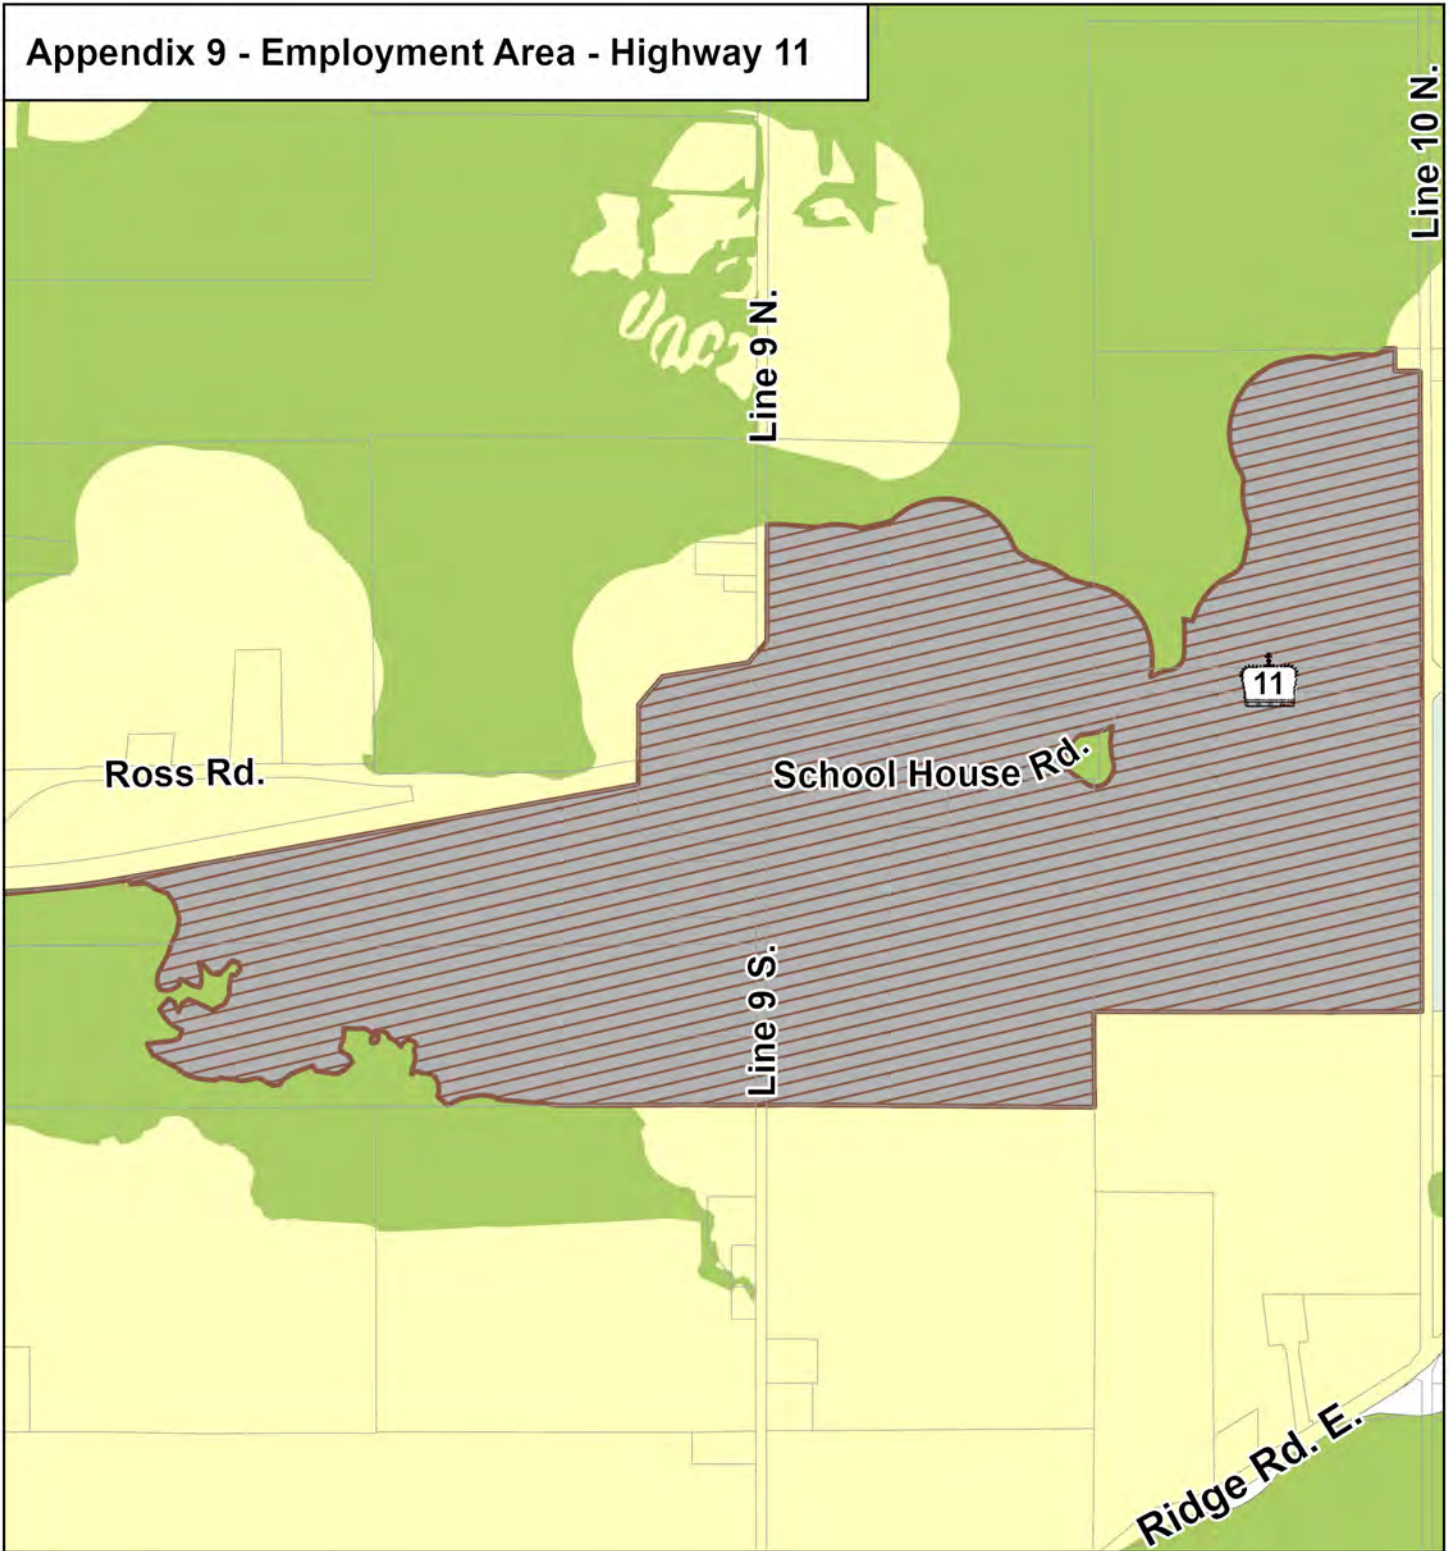 Appendix 9 - Employment Area - Highway 11
Line 10 N.
Line 9 N.
11
Ross Rd.
School House Rd.
Line 9 S.
Ridge Rd. E.